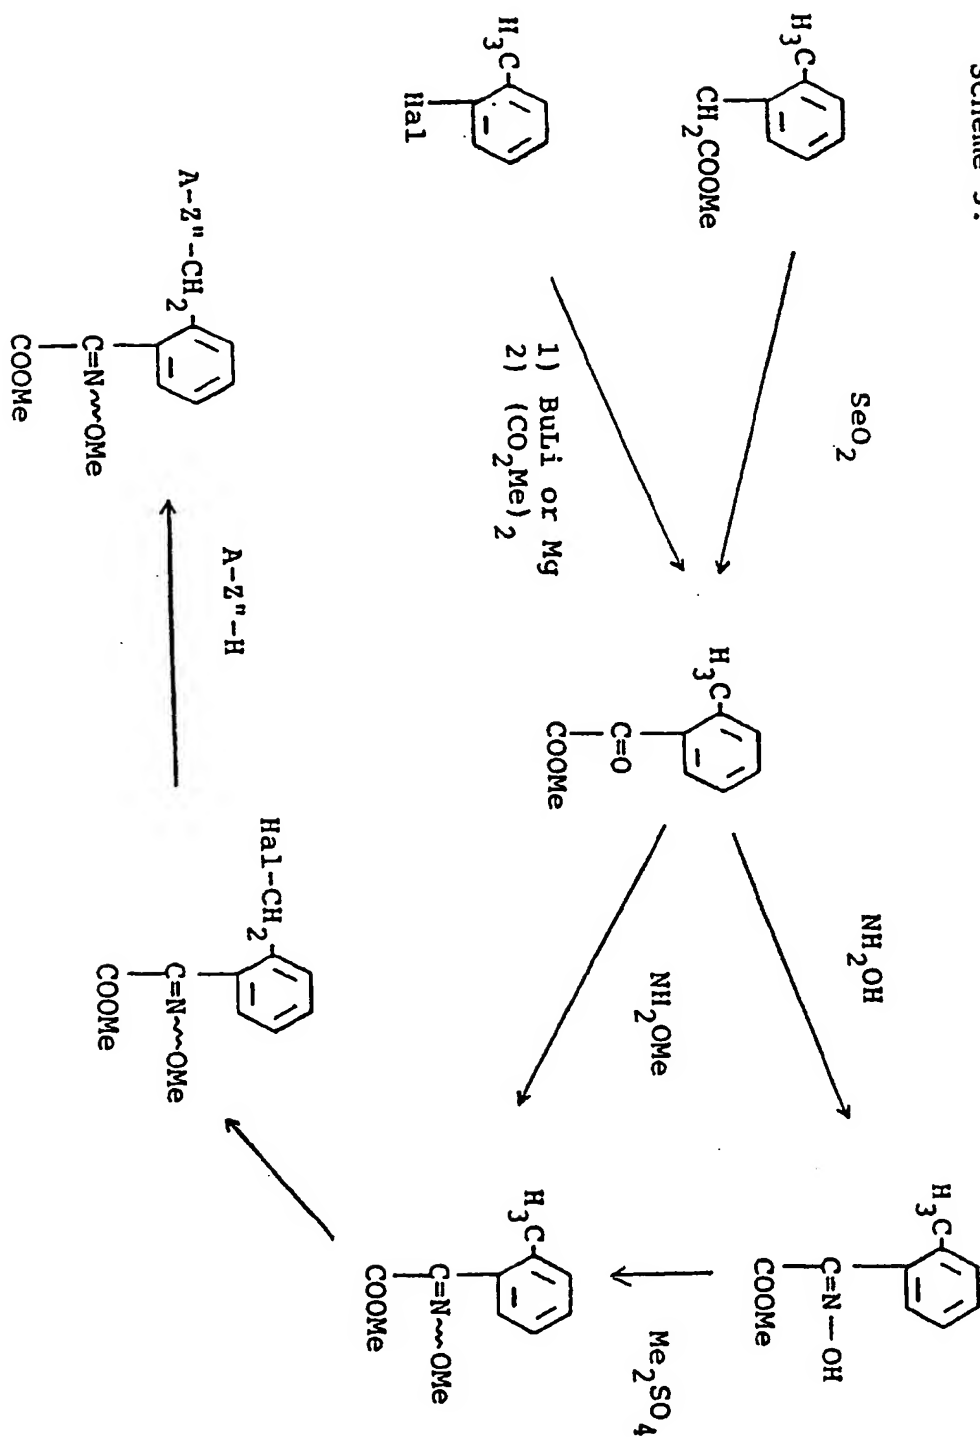 Scheme
H₃C
CH₂COOMe
SeO₂
H₃C
Hal
1) BuLi or Mg
2) (CO₂Me)₂
H₃C
C=O
COOMe
NH₂OH
NH₂OMe
H₃C
C=N—OH
COOMe
Me₂SO₄
H₃C
C=N~OMe
COOMe
Hal-CH₂
C=N~OMe
COOMe
A-Z"-H
A-Z"-CH₂
C=N~OMe
COOMe